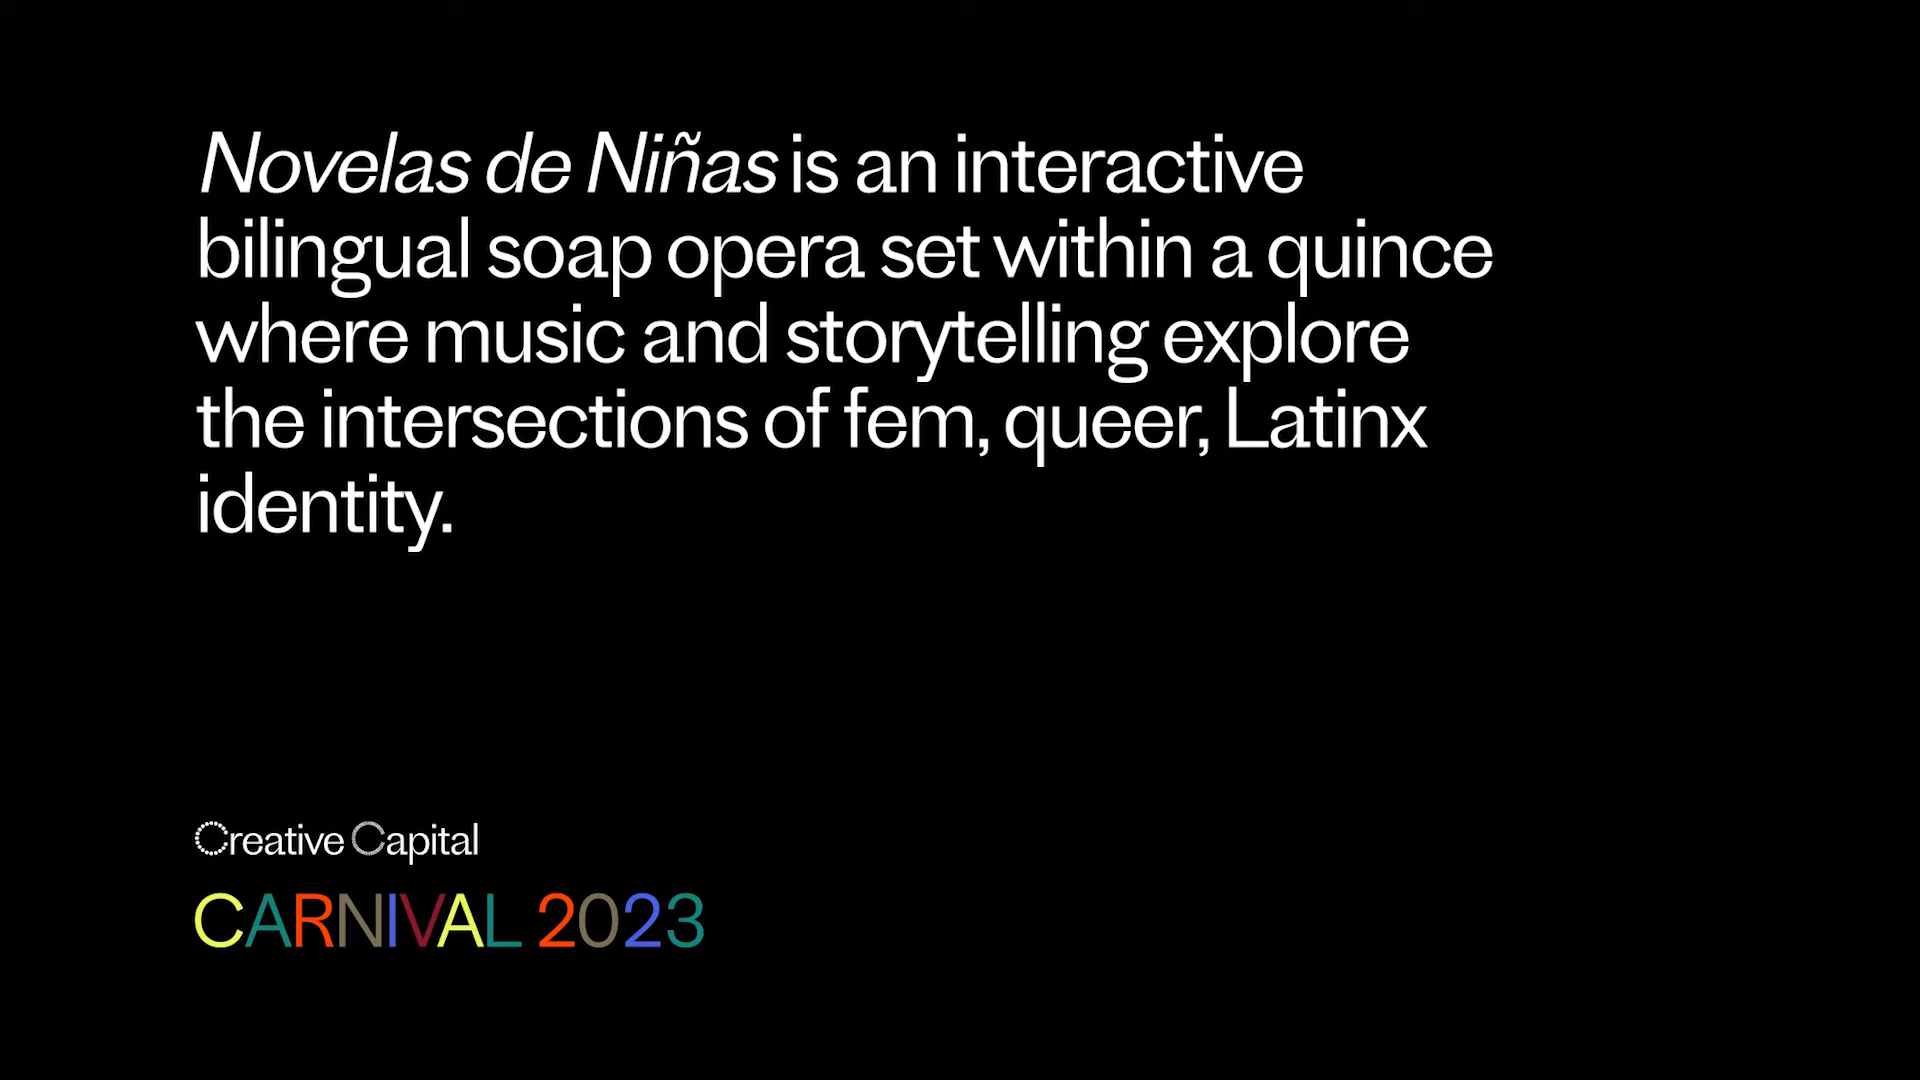 Novelas de Niñas is an interactive
bilingual soap opera set within a quince
where music and storytelling explore
the intersections of fem, queer, Latinx
identity.
Creative Capital
CARNIVAL 2023